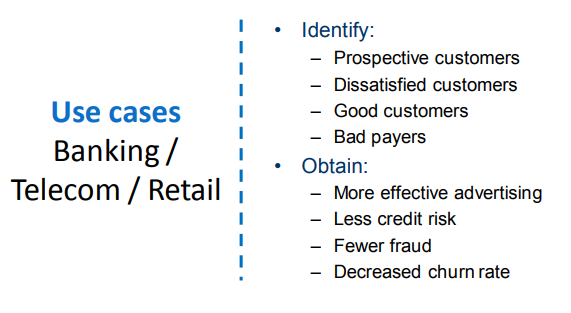 Use cases
Banking /
Telecom / Retail
• Identify:
– Prospective customers
– Dissatisfied customers
– Good customers
– Bad payers
• Obtain:
– More effective advertising
– Less credit risk
– Fewer fraud
– Decreased churn rate